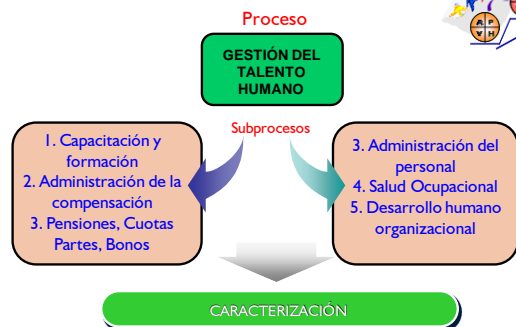 Proceso
GESTIÓN DEL
TALENTO
HUMANO
Subprocesos
1. Capacitación y
formación
2. Administración de la
compensación
3. Pensiones, Cuotas
Partes, Bonos
3. Administración del
personal
4. Salud Ocupacional
5. Desarrollo humano
organizacional
CARACTERIZACIÓN